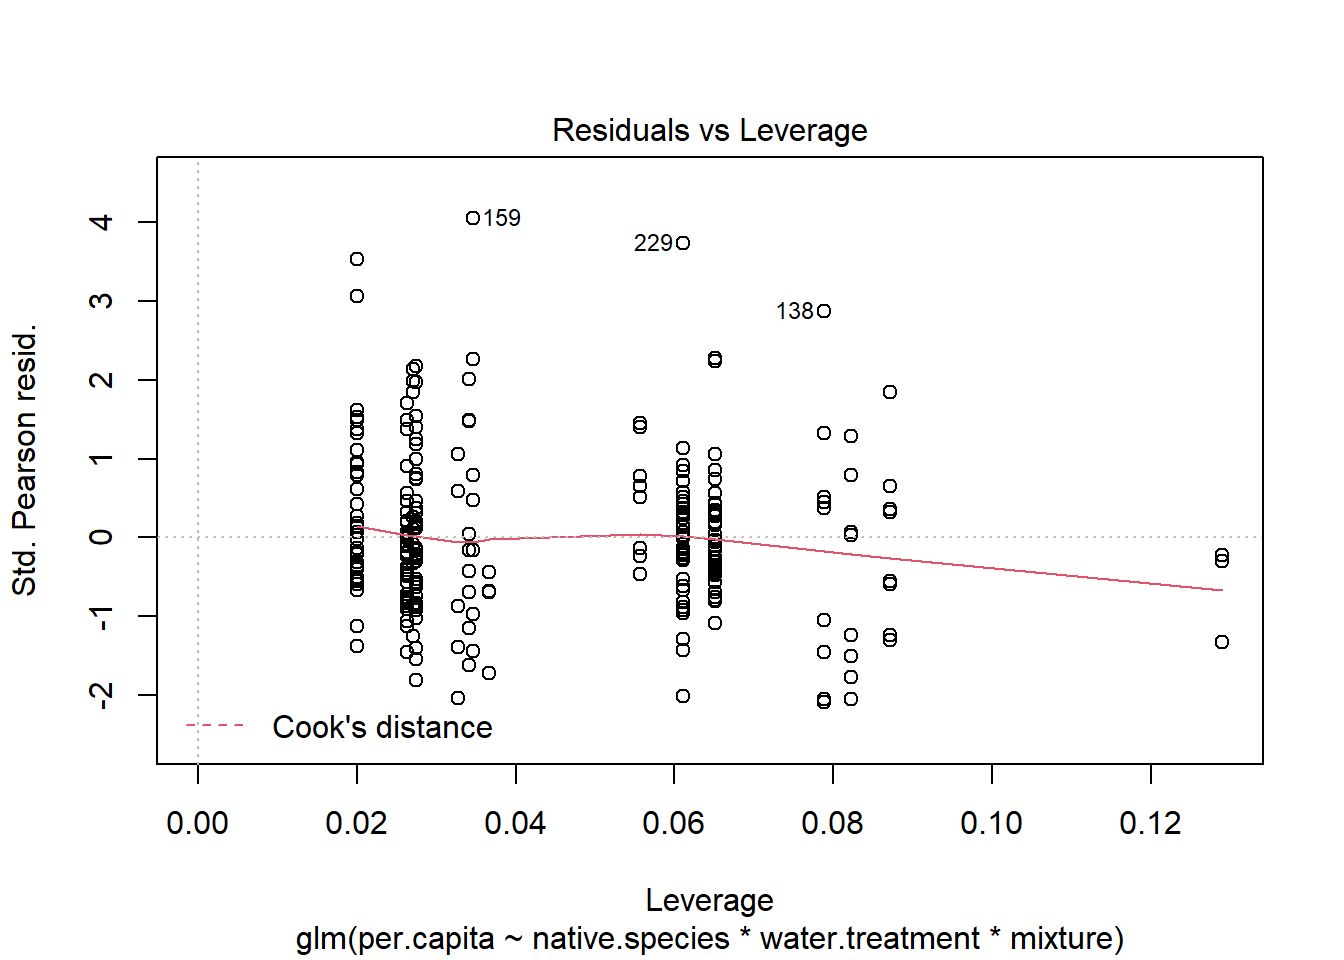 Residuals vs Leverage
Std. Pearson resid.
4
3
2
1
0
-1
-2
159
229
138
Cook's distance
0.00 0.02 0.04 0.06 0.08 0.10 0.12
Leverage
glm(per.capita ~ native.species * water.treatment * mixture)